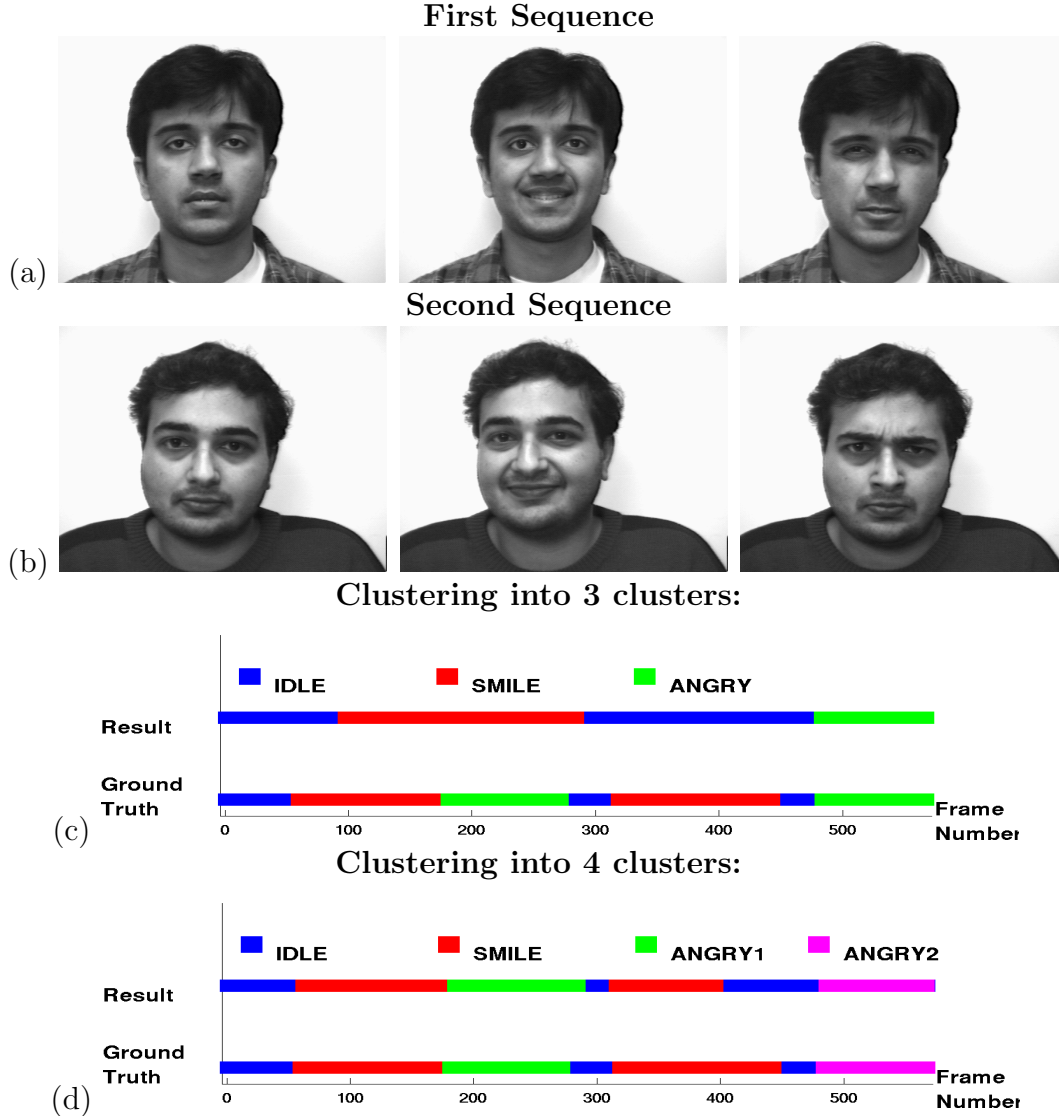 First Sequence
(a)
Second Sequence
(b)
Clustering into 3 clusters:
IDLE SMILE ANGRY
Result
Ground
Truth
Frame
Number
0 100 200 300 400 500
(c)
Clustering into 4 clusters:
IDLE SMILE ANGRY1 ANGRY2
Result
Ground
Truth
Frame
Number
0 100 200 300 400 500
(d)